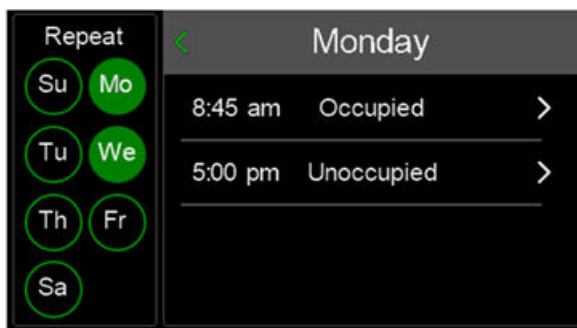 Repeat
Su Mo
Tu We
Th Fr
Sa
Monday
8:45 am Occupied
5:00 pm Unoccupied